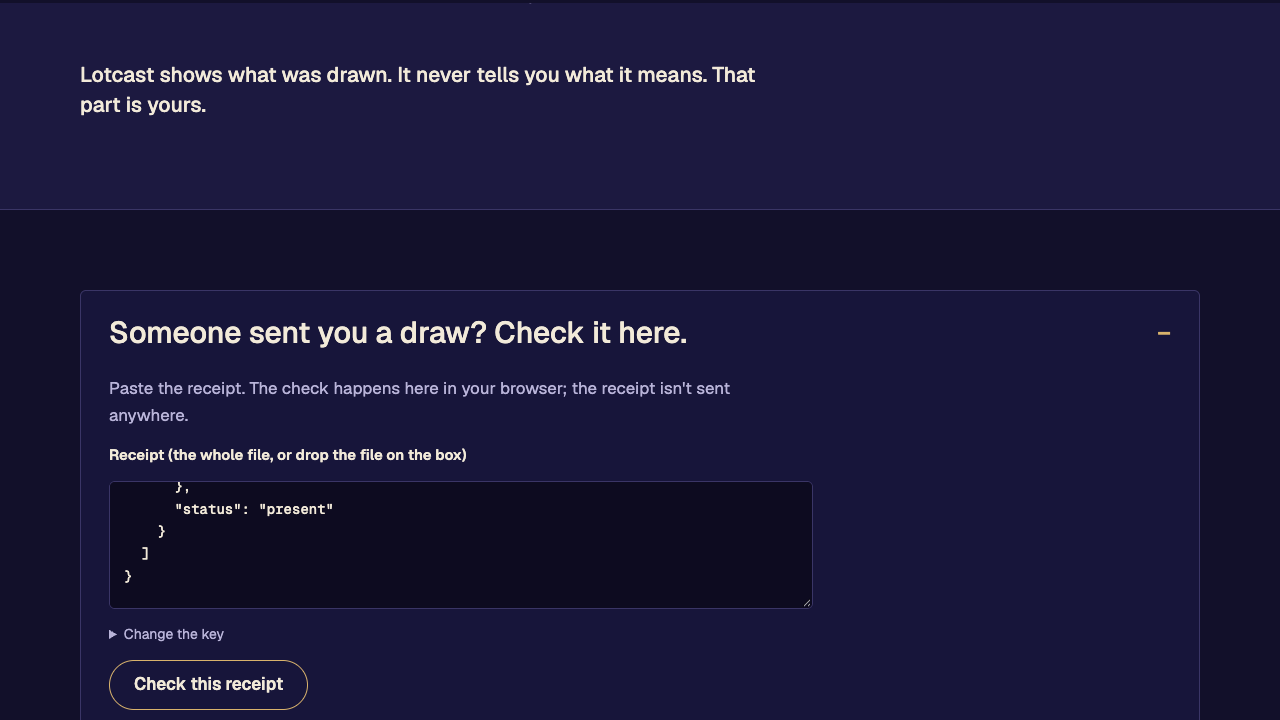 Lotcast shows what was drawn. It never tells you what it means. That
part is yours.
Someone sent you a draw? Check it here.
Paste the receipt. The check happens here in your browser; the receipt isn't sent
anywhere.
Receipt (the whole file, or drop the file on the box)
},
"status": "present"
}
]
}
Change the key
Check this receipt